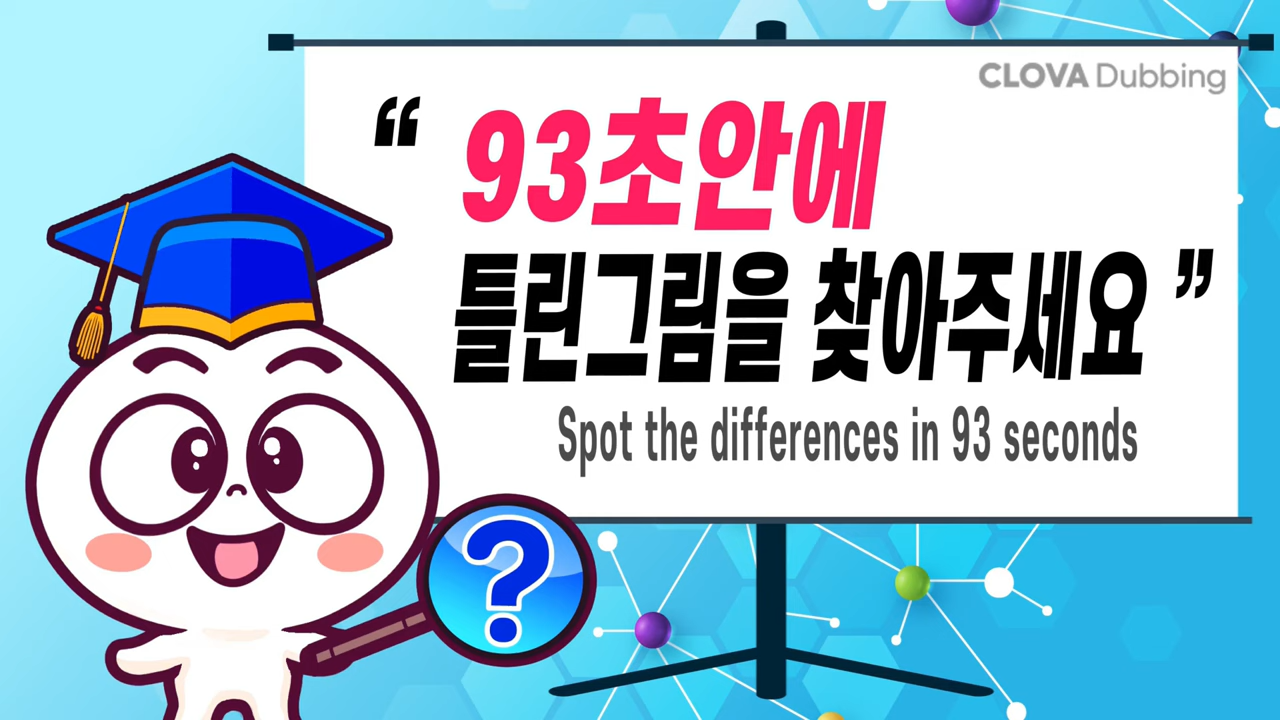 CLOVA Dubbing
“ 93초안에
틀린그림을 찾아주세요 ”
Spot the differences in 93 seconds
?